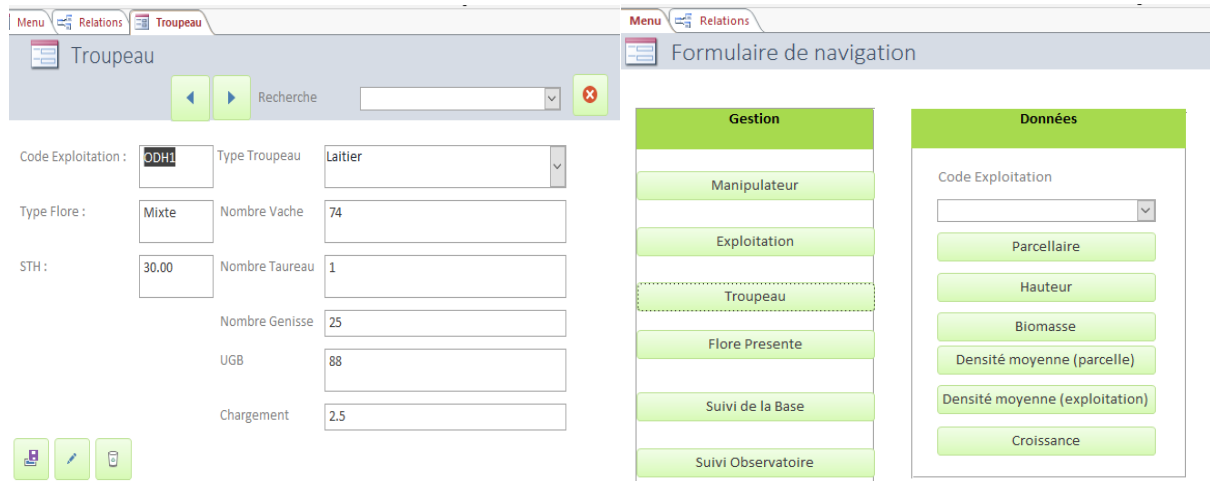 Menu Relations Troupeau
Troupeau
Recherche
Code Exploitation : ODH1 Type Troupeau Laitier
Type Flore : Mixte Nombre Vache 74
STH : 30.00 Nombre Taureau 1
Nombre Genisse 25
UGB 88
Chargement 2.5
Menu Relations
Formulaire de navigation
Gestion
Manipulateur
Exploitation
Troupeau
Flore Presente
Suivi de la Base
Suivi Observatoire
Données
Code Exploitation
Parcellaire
Hauteur
Biomasse
Densité moyenne (parcelle)
Densité moyenne (exploitation)
Croissance